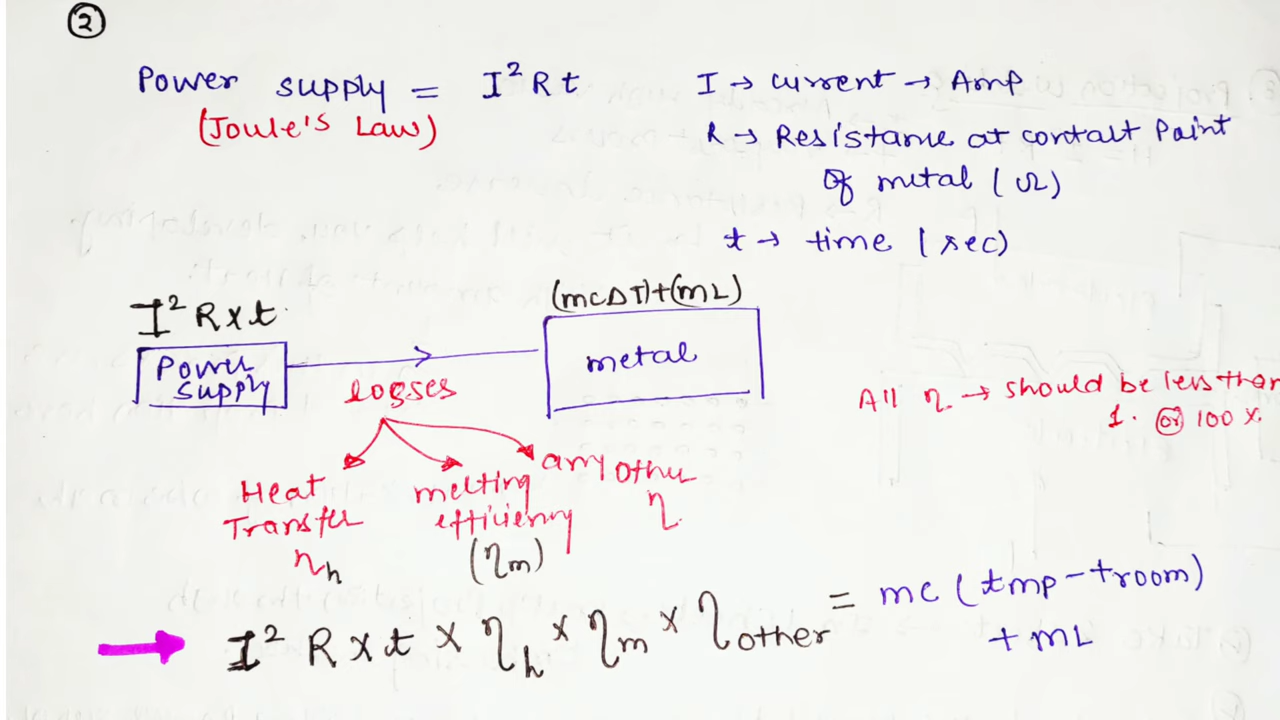 ②
Power supply = I² R t
(Joule's Law)
I → current → Amp
R → Resistance at contact Point
of metal (Ω)
t → time (sec)
I² R x t
(mcΔT)+(mL)
Power
supply
metal
losses
All η → should be less than
1. or 100 %.
Heat
Transfer
ηh
melting
efficiency
(ηm)
any other
η
I² R x t x ηh x ηm x ηother = mc (tmp - troom)
+ mL